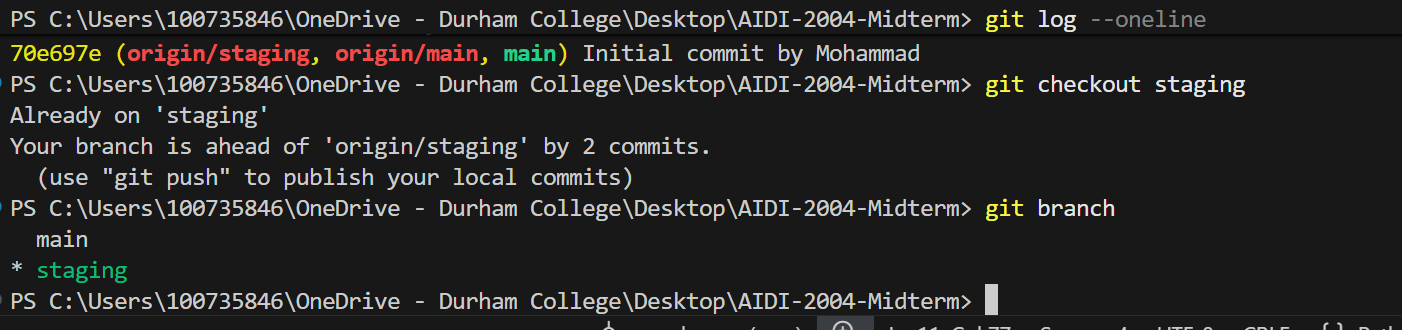 PS C:\Users\100735846\OneDrive - Durham College\Desktop\AIDI-2004-Midterm> git log --oneline
70e697e (origin/staging, origin/main, main) Initial commit by Mohammad
PS C:\Users\100735846\OneDrive - Durham College\Desktop\AIDI-2004-Midterm> git checkout staging
Already on 'staging'
Your branch is ahead of 'origin/staging' by 2 commits.
  (use "git push" to publish your local commits)
PS C:\Users\100735846\OneDrive - Durham College\Desktop\AIDI-2004-Midterm> git branch
  main
* staging
PS C:\Users\100735846\OneDrive - Durham College\Desktop\AIDI-2004-Midterm>